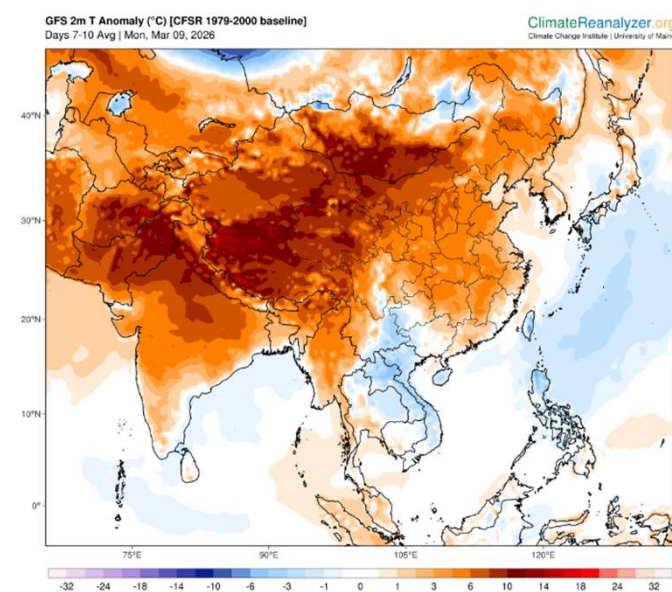 GFS 2m T Anomaly (°C) [CFSR 1979-2000 baseline]
Days 7-10 Avg | Mon, Mar 09, 2026
ClimateReanalyzer.org
Climate Change Institute | University of Maine
40°N
30°N
20°N
10°N
0°
75°E 90°E 105°E 120°E
-32 -24 -18 -14 -10 -6 -3 -1 0 1 3 6 10 14 18 24 32